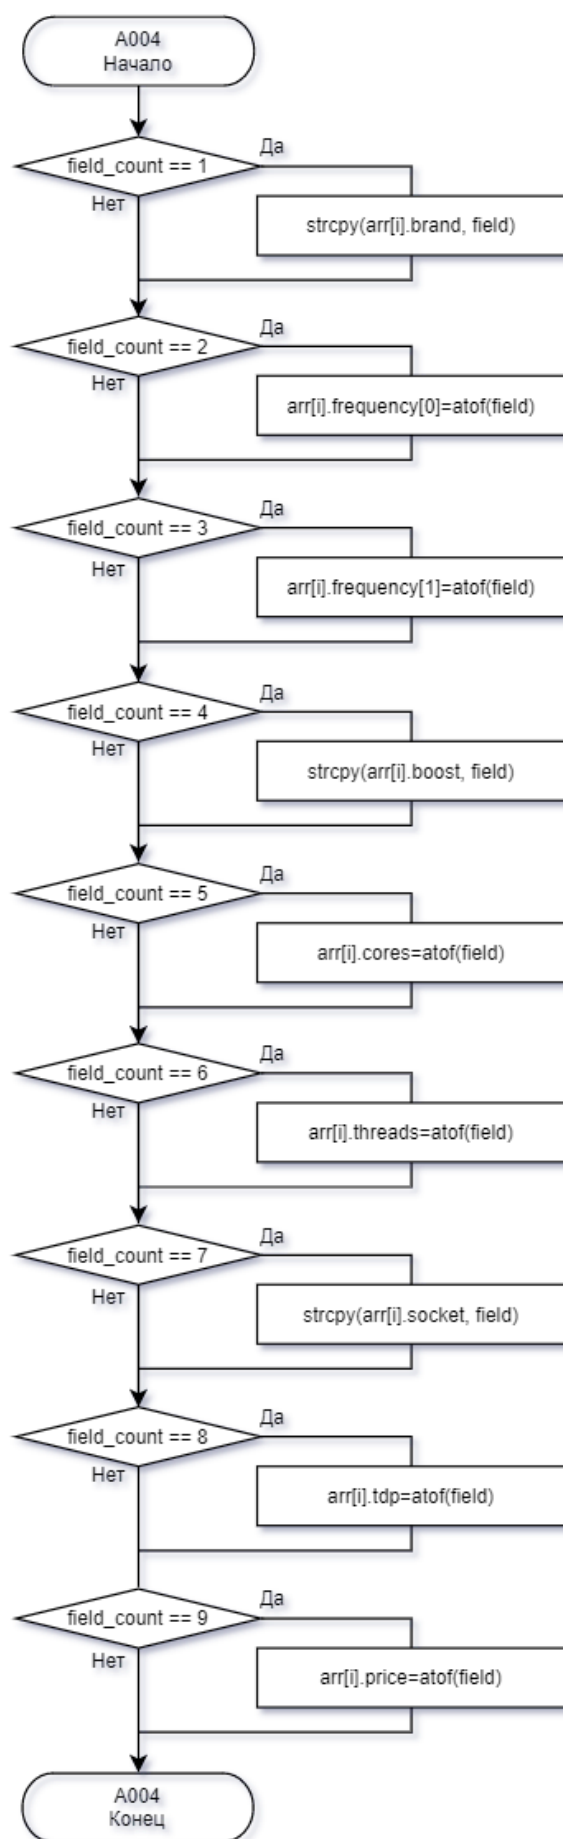 A004
Начало
field_count == 1
Да
Нет
strcpy(arr[i].brand, field)
field_count == 2
Да
Нет
arr[i].frequency[0]=atof(field)
field_count == 3
Да
Нет
arr[i].frequency[1]=atof(field)
field_count == 4
Да
Нет
strcpy(arr[i].boost, field)
field_count == 5
Да
Нет
arr[i].cores=atof(field)
field_count == 6
Да
Нет
arr[i].threads=atof(field)
field_count == 7
Да
Нет
strcpy(arr[i].socket, field)
field_count == 8
Да
Нет
arr[i].tdp=atof(field)
field_count == 9
Да
Нет
arr[i].price=atof(field)
A004
Конец